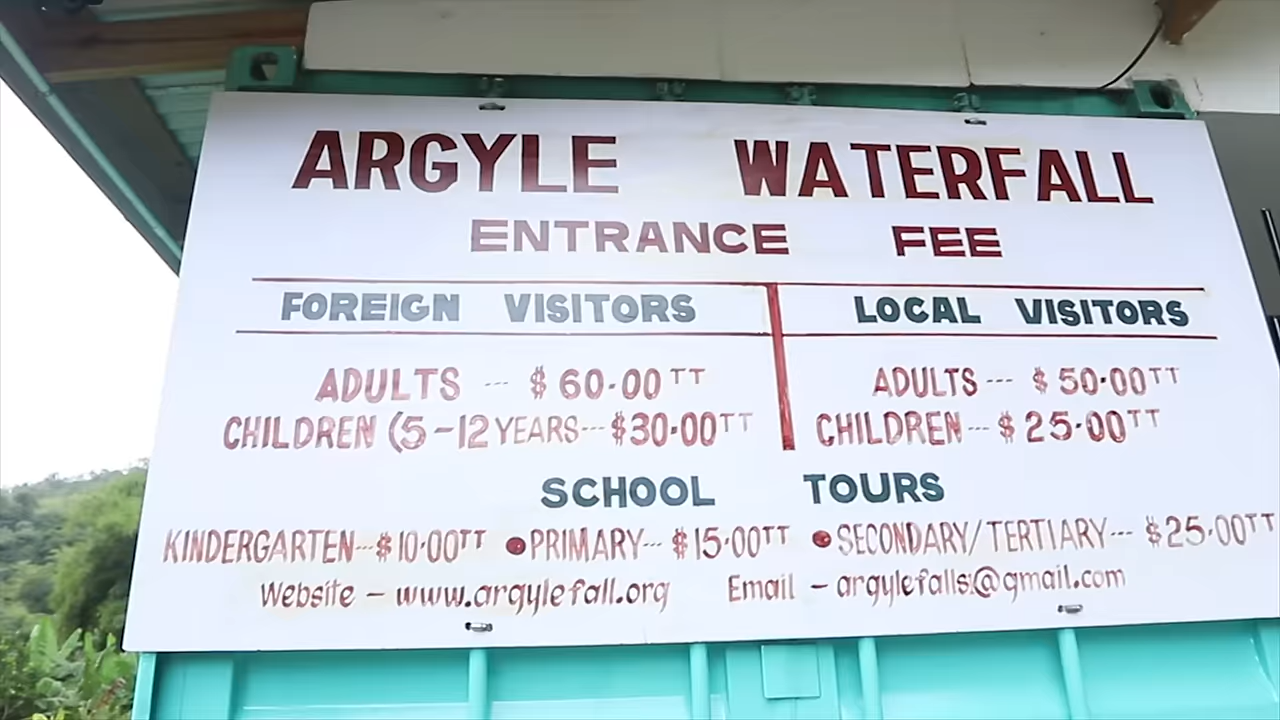 ARGYLE WATERFALL
ENTRANCE FEE
FOREIGN VISITORS
ADULTS --- $60.00TT
CHILDREN (5-12 YEARS--- $30.00TT
LOCAL VISITORS
ADULTS --- $50.00TT
CHILDREN --- $25.00TT
SCHOOL TOURS
KINDERGARTEN---$10.00TT •PRIMARY--- $15.00TT •SECONDARY/TERTIARY--- $25.00TT
Website - www.argylefall.org Email - argylefalls@gmail.com